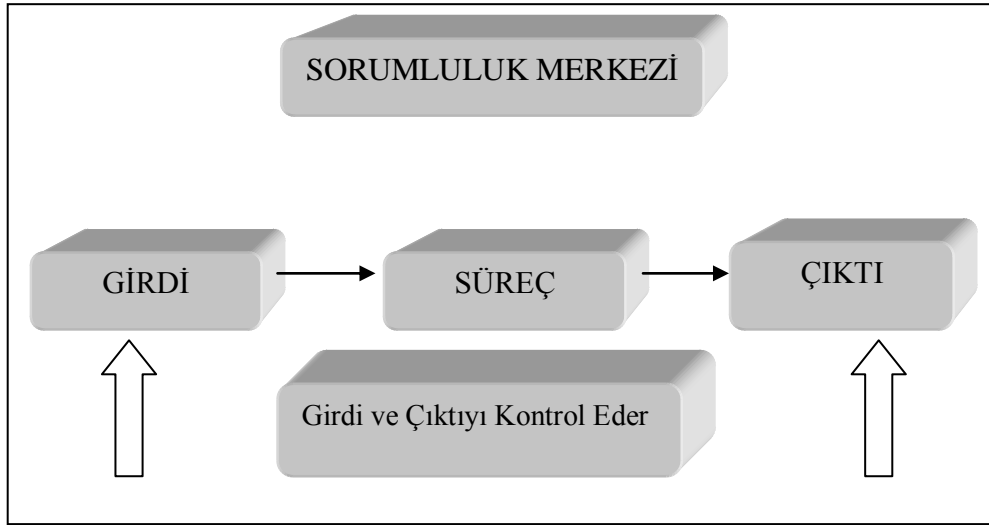 SORUMLULUK MERKEZİ
GİRDİ
SÜREÇ
ÇIKTI
Girdi ve Çıktıyı Kontrol Eder